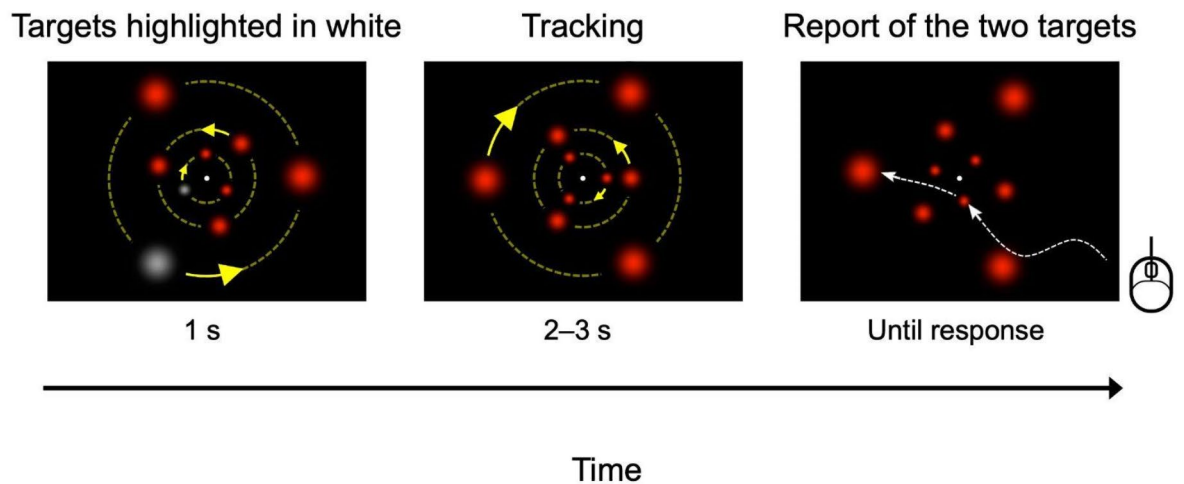 Targets highlighted in white
Tracking
Report of the two targets
1 s
2–3 s
Until response
Time